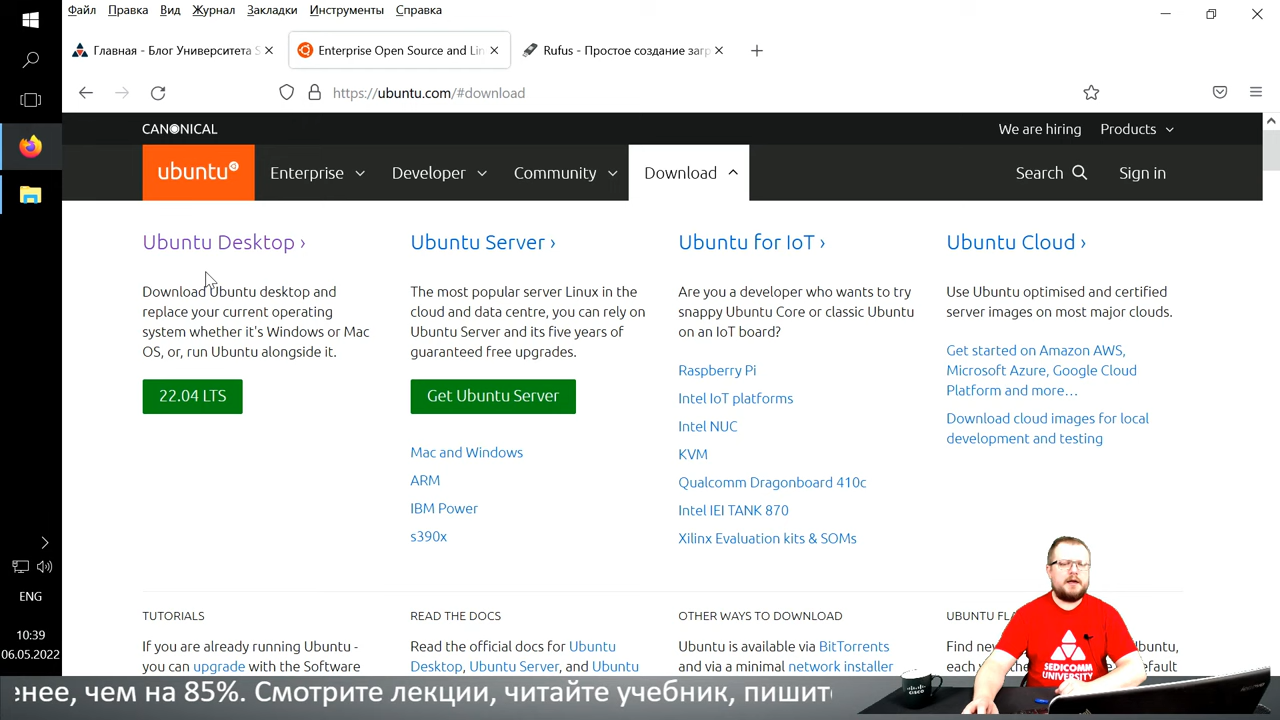 Файл Правка Вид Журнал Закладки Инструменты Справка
Главная - Блог Университета S
Enterprise Open Source and Lin
Rufus - Простое создание загр
https://ubuntu.com/#download
CANONICAL
We are hiring Products
ubuntu Enterprise Developer Community Download Search Sign in
Ubuntu Desktop ›
Download Ubuntu desktop and
replace your current operating
system whether it's Windows or Mac
OS, or, run Ubuntu alongside it.
22.04 LTS
Ubuntu Server ›
The most popular server Linux in the
cloud and data centre, you can rely on
Ubuntu Server and its five years of
guaranteed free upgrades.
Get Ubuntu Server
Mac and Windows
ARM
IBM Power
s390x
Ubuntu for IoT ›
Are you a developer who wants to try
snappy Ubuntu Core or classic Ubuntu
on an IoT board?
Raspberry Pi
Intel IoT platforms
Intel NUC
KVM
Qualcomm Dragonboard 410c
Intel IEI TANK 870
Xilinx Evaluation kits & SOMs
Ubuntu Cloud ›
Use Ubuntu optimised and certified
server images on most major clouds.
Get started on Amazon AWS,
Microsoft Azure, Google Cloud
Platform and more…
Download cloud images for local
development and testing
TUTORIALS
If you are already running Ubuntu -
you can upgrade with the Software
READ THE DOCS
Read the official docs for Ubuntu
Desktop, Ubuntu Server, and Ubuntu
OTHER WAYS TO DOWNLOAD
Ubuntu is available via BitTorrents
and via a minimal network installer
UBUNTU FL
Find new
each
ENG
10:39
06.05.2022
SEDICOMM
UNIVERSITY
енее, чем на 85%. Смотрите лекции, читайте учебник, пишит